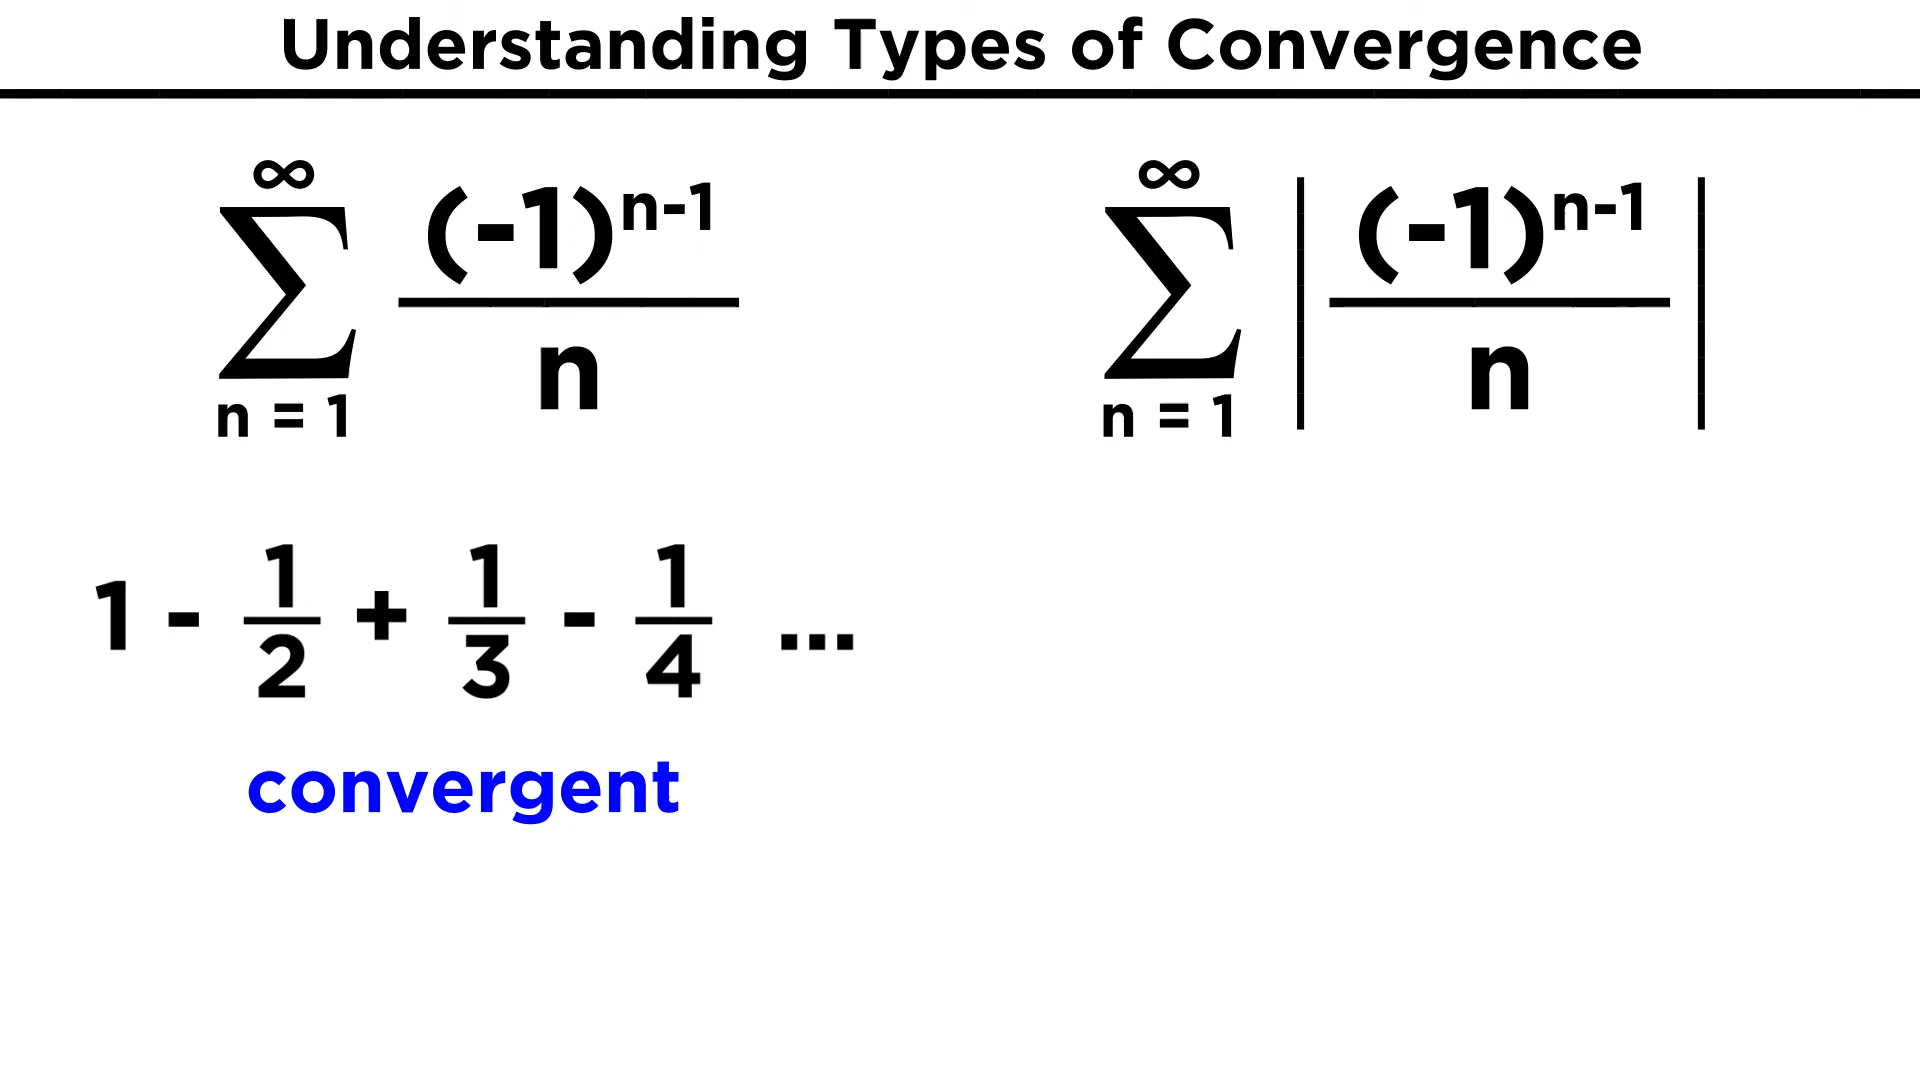 Understanding Types of Convergence
∞
∑ (-1)^{n-1} / n
n = 1
∞
∑ | (-1)^{n-1} / n |
n = 1
1 - 1/2 + 1/3 - 1/4 ...
convergent